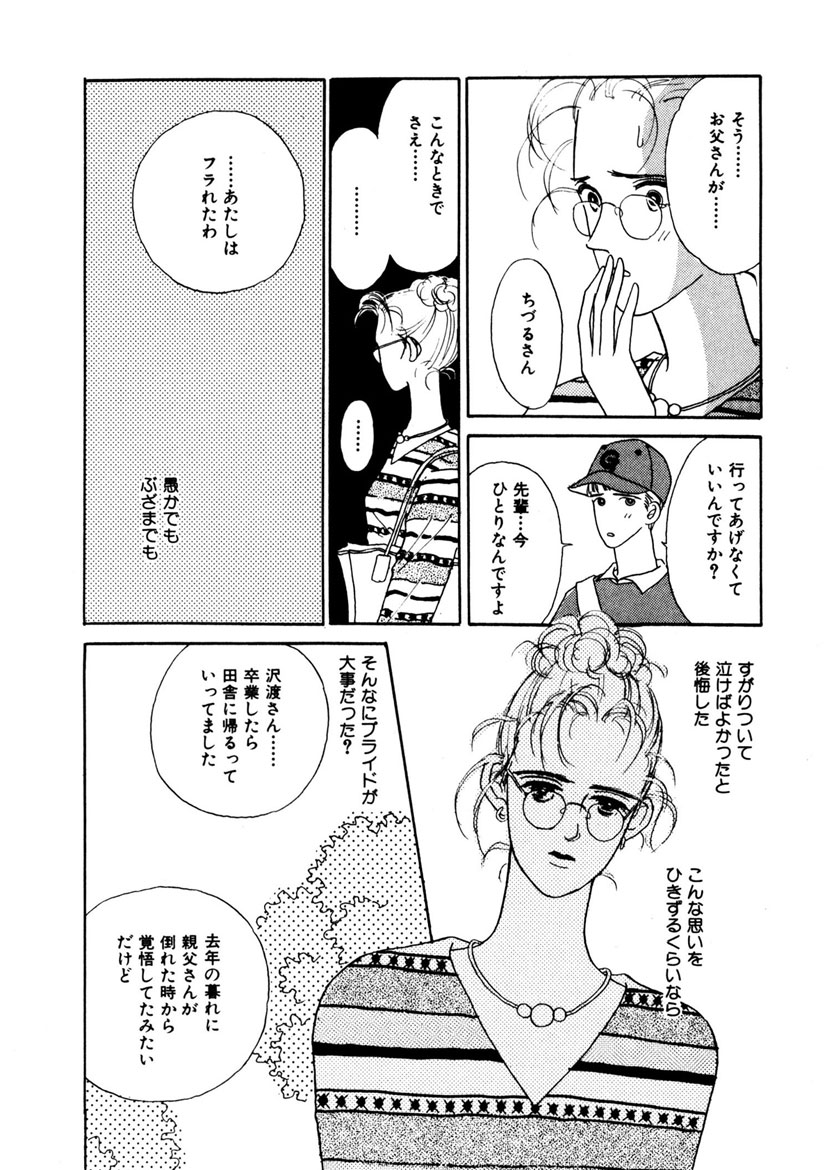 そう……
お父さんが
……
ちづるさん
こんなときで
さえ……
………
……
……あたしは
フラれたわ
行ってあげなくて
いいんですか？
G
先輩…今
ひとりなんですよ
愚かでも
ぶざまでも
すがりついて
泣けばよかったと
後悔した
こんな思いを
ひきずるくらいなら
そんなにプライドが
大事だった？
沢渡さん……
卒業したら
田舎に帰るって
いってました
去年の暮れに
親父さんが
倒れた時から
覚悟してたみたい
だけど